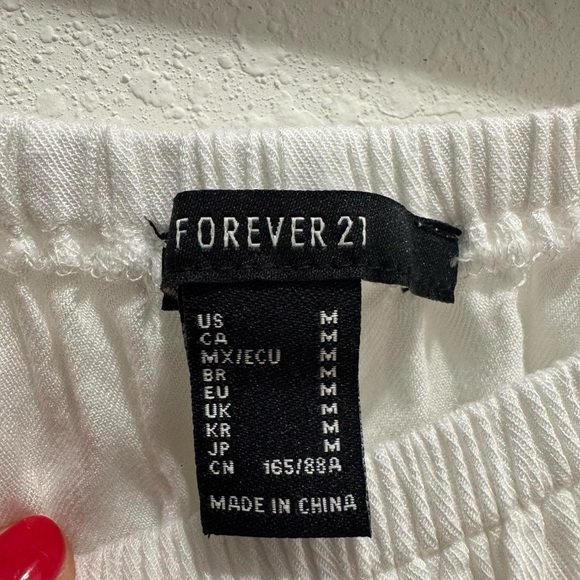 FOREVER 21
US M
CA M
MX/ECU M
BR M
EU M
UK M
KR M
JP M
CN 165/88A
MADE IN CHINA